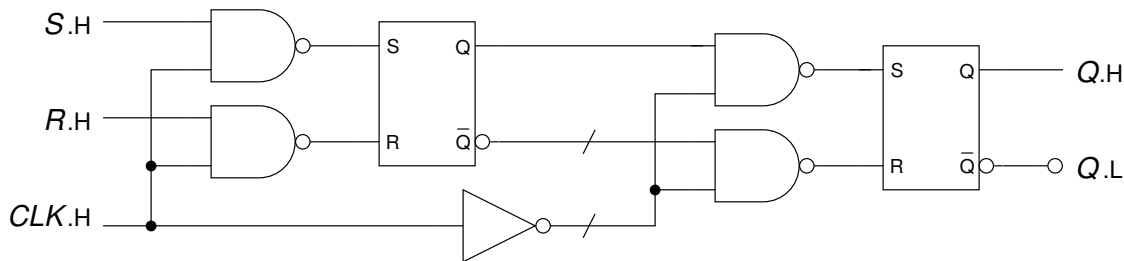 S.H
R.H
CLK.H
S Q
R Q̅
S Q
R Q̅
Q.H
Q.L